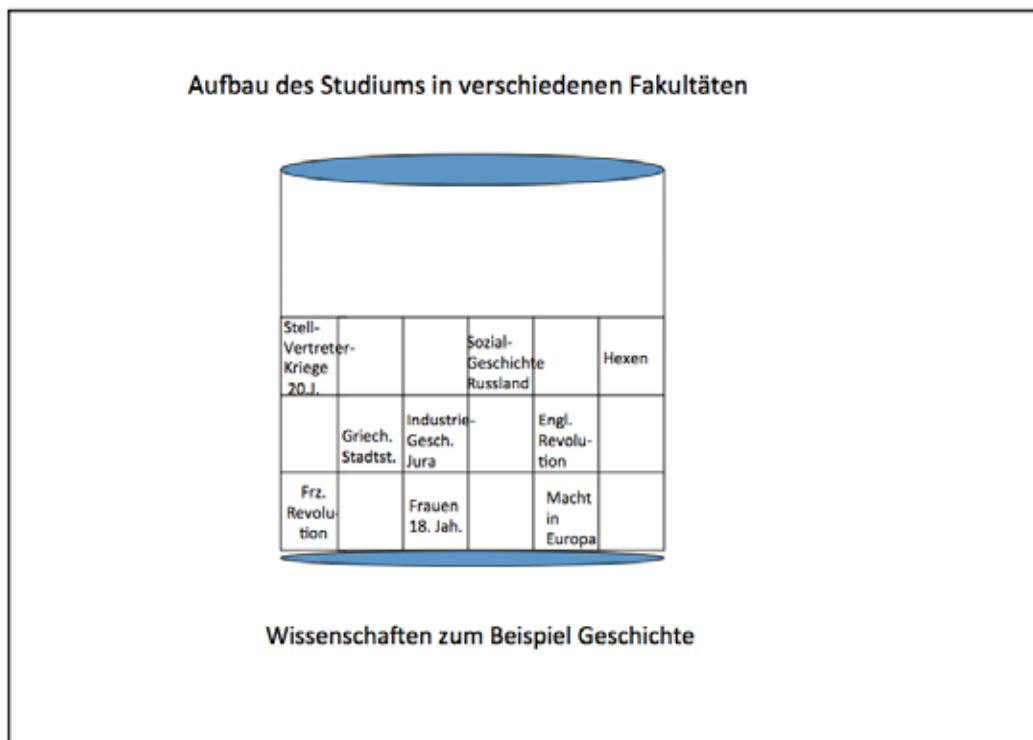 Aufbau des Studiums in verschiedenen Fakultäten
Stell-
Vertreter-
Kriege
20.J.
Sozial-
Geschichte
Russland
Hexen
Griech.
Stadtst.
Industrie-
Gesch.
Jura
Engl.
Revolu-
tion
Frz.
Revolu-
tion
Frauen
18. Jah.
Macht
in
Europa
Wissenschaften zum Beispiel Geschichte